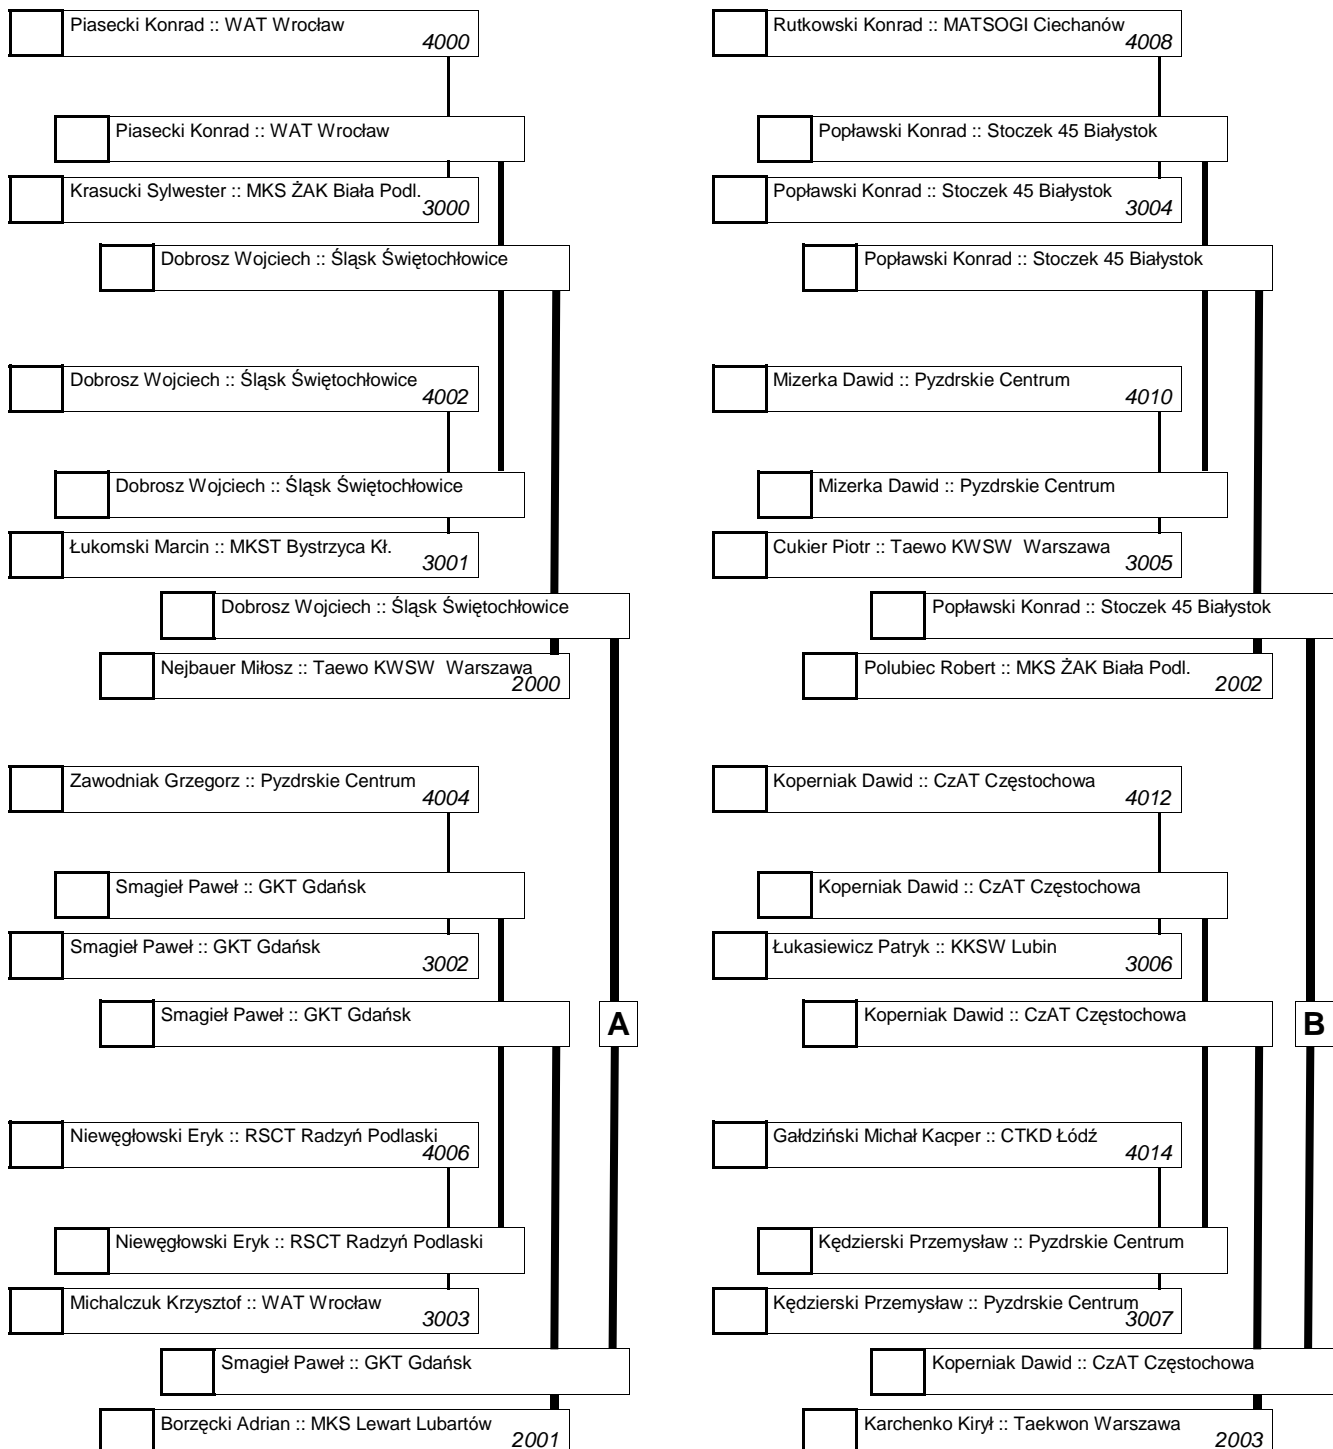 Piasecki Konrad :: WAT Wrocław
4000
Piasecki Konrad :: WAT Wrocław
Krasucki Sylwester :: MKS ŻAK Biała Podl.
3000
Dobrosz Wojciech :: Śląsk Świętochłowice
Dobrosz Wojciech :: Śląsk Świętochłowice
4002
Dobrosz Wojciech :: Śląsk Świętochłowice
Łukomski Marcin :: MKST Bystrzyca Kł.
3001
Dobrosz Wojciech :: Śląsk Świętochłowice
Nejbauer Miłosz :: Taewo KWSW Warszawa
2000
Zawodniak Grzegorz :: Pyzdrskie Centrum
4004
Smagieł Paweł :: GKT Gdańsk
Smagieł Paweł :: GKT Gdańsk
3002
Smagieł Paweł :: GKT Gdańsk
A
Niewęgłowski Eryk :: RSCT Radzyń Podlaski
4006
Niewęgłowski Eryk :: RSCT Radzyń Podlaski
Michalczuk Krzysztof :: WAT Wrocław
3003
Smagieł Paweł :: GKT Gdańsk
Borzęcki Adrian :: MKS Lewart Lubartów
2001
Rutkowski Konrad :: MATSOGI Ciechanów
4008
Popławski Konrad :: Stoczek 45 Białystok
Popławski Konrad :: Stoczek 45 Białystok
3004
Popławski Konrad :: Stoczek 45 Białystok
Mizerka Dawid :: Pyzdrskie Centrum
4010
Mizerka Dawid :: Pyzdrskie Centrum
Cukier Piotr :: Taewo KWSW Warszawa
3005
Popławski Konrad :: Stoczek 45 Białystok
Polubiec Robert :: MKS ŻAK Biała Podl.
2002
Koperniak Dawid :: CzAT Częstochowa
4012
Koperniak Dawid :: CzAT Częstochowa
Łukasiewicz Patryk :: KKSW Lubin
3006
Koperniak Dawid :: CzAT Częstochowa
B
Gałdziński Michał Kacper :: CTKD Łódź
4014
Kędzierski Przemysław :: Pyzdrskie Centrum
Kędzierski Przemysław :: Pyzdrskie Centrum
3007
Koperniak Dawid :: CzAT Częstochowa
Karchenko Kirył :: Taekwon Warszawa
2003